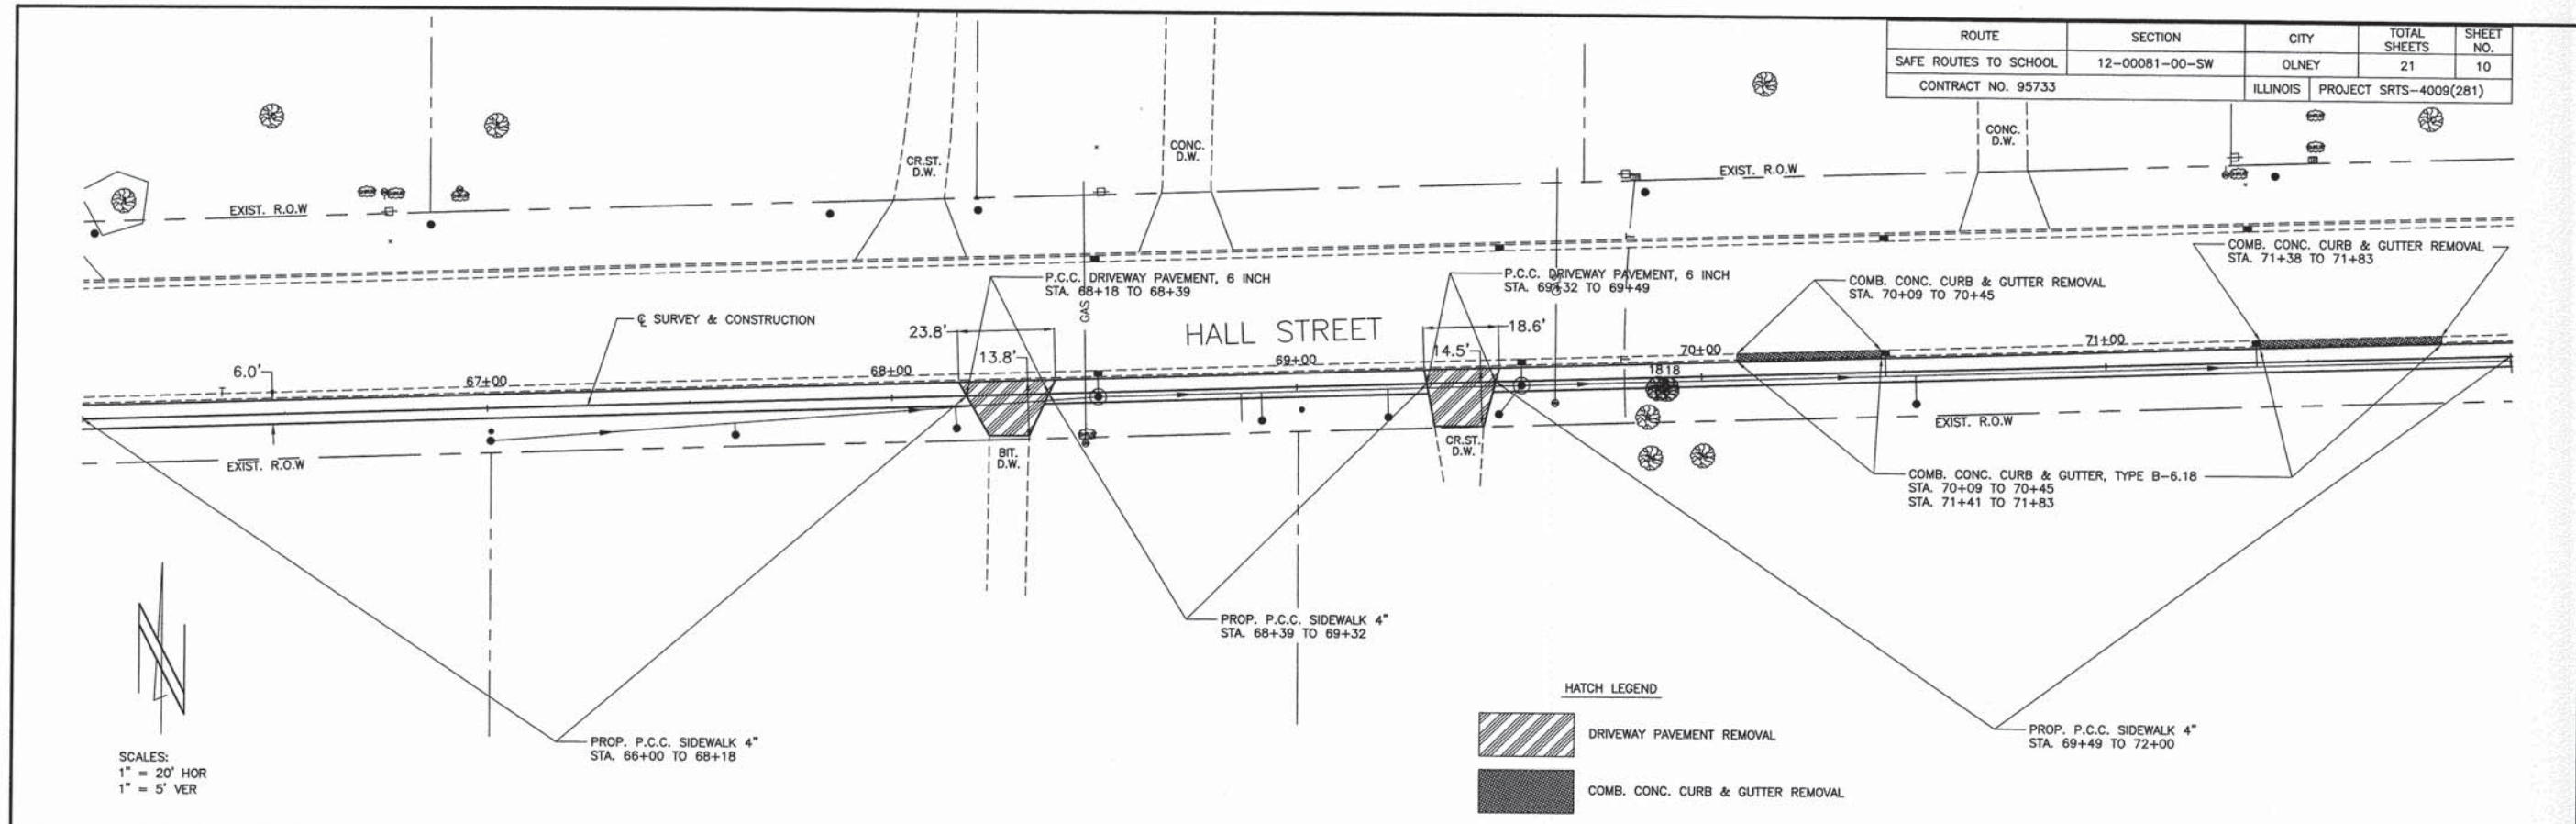 ROUTE SECTION CITY TOTAL SHEETS SHEET NO.
SAFE ROUTES TO SCHOOL 12-00081-00-SW OLNEY 21 10
CONTRACT NO. 95733 ILLINOIS PROJECT SRTS-4009(281)
CR.ST.
D.W.
CONC.
D.W.
CONC.
D.W.
EXIST. R.O.W
EXIST. R.O.W
COMB. CONC. CURB & GUTTER REMOVAL
STA. 71+38 TO 71+83
P.C.C. DRIVEWAY PAVEMENT, 6 INCH
STA. 68+18 TO 68+39
P.C.C. DRIVEWAY PAVEMENT, 6 INCH
STA. 69+32 TO 69+49
COMB. CONC. CURB & GUTTER REMOVAL
STA. 70+09 TO 70+45
GAS
T
℄ SURVEY & CONSTRUCTION
23.8'
HALL STREET
18.6'
13.8'
14.5'
6.0'
T
67+00
68+00
69+00
T
70+00
71+00
1818
EXIST. R.O.W
EXIST. R.O.W
BIT.
D.W.
CR.ST.
D.W.
COMB. CONC. CURB & GUTTER, TYPE B-6.18
STA. 70+09 TO 70+45
STA. 71+41 TO 71+83
PROP. P.C.C. SIDEWALK 4"
STA. 68+39 TO 69+32
PROP. P.C.C. SIDEWALK 4"
STA. 66+00 TO 68+18
PROP. P.C.C. SIDEWALK 4"
STA. 69+49 TO 72+00
HATCH LEGEND
DRIVEWAY PAVEMENT REMOVAL
COMB. CONC. CURB & GUTTER REMOVAL
SCALES:
1" = 20' HOR
1" = 5' VER